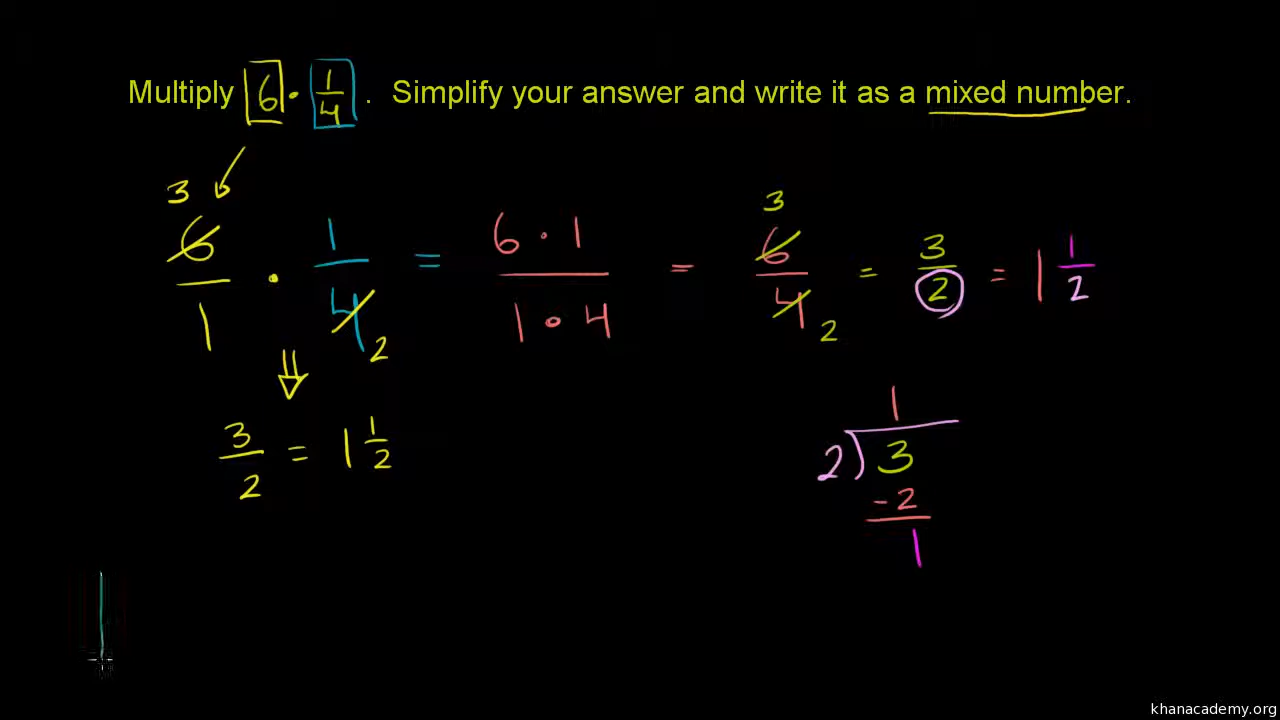 Multiply 6 · 1/4 . Simplify your answer and write it as a mixed number.
3 6/1 · 1/4 2 = 6 · 1/1 · 4 = 3 6/4 2 = 3/2 = 1 1/2
3/2 = 1 1/2
1
2)3
-2
1
khanacademy.org